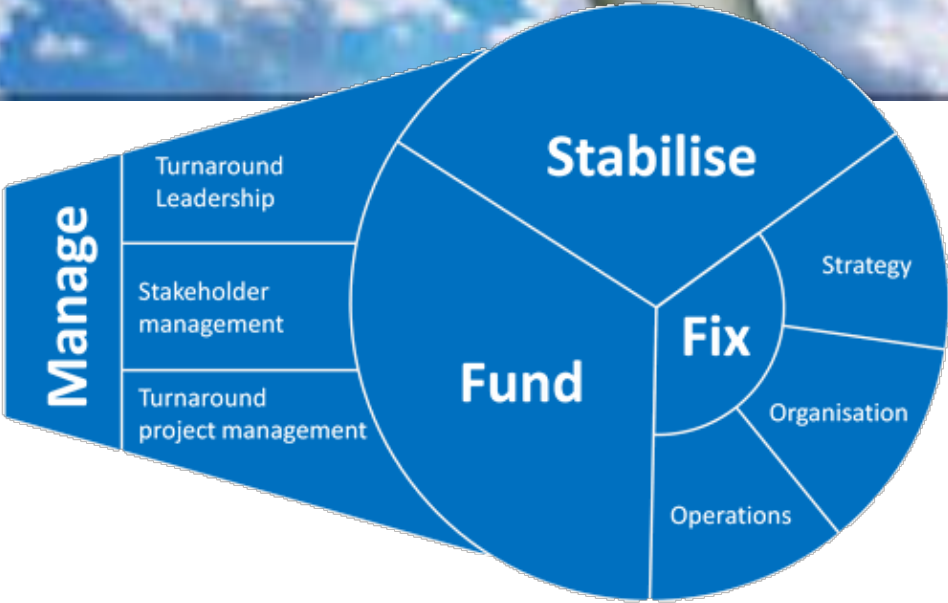 Manage
Turnaround
Leadership
Stakeholder
management
Turnaround
project management
Stabilise
Fund
Fix
Strategy
Organisation
Operations